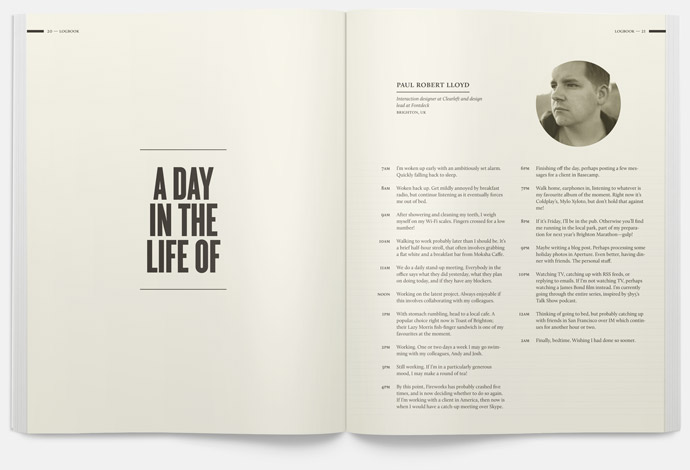 20 — LOGBOOK
A DAY
IN THE
LIFE OF
LOGBOOK — 21
PAUL ROBERT LLOYD
Interaction designer at Clearleft and design
lead at Fontdeck
BRIGHTON, UK
7AM I'm woken up early with an ambitiously set alarm.
Quickly falling back to sleep.
8AM Woken back up. Get mildly annoyed by breakfast
radio, but continue listening as it eventually forces
me out of bed.
9AM After showering and cleaning my teeth, I weigh
myself on my Wi-Fi scales. Fingers crossed for a low
number!
10AM Walking to work probably later than I should be. It's
a brief half-hour stroll, that often involves grabbing
a flat white and a breakfast bar from Moksha Caffe.
11AM We do a daily stand-up meeting. Everybody in the
office says what they did yesterday, what they plan
on doing today, and if they have any blockers.
NOON Working on the latest project. Always enjoyable if
this involves collaborating with my colleagues.
1PM With stomach rumbling, head to local cafe. A
popular choice right now is Toast of Brighton;
their Lazy Morris fish-finger sandwich is one of my
favourites at the moment.
2PM Working. One or two days a week I may go swim-
ming with my colleagues, Andy and Josh.
3PM Still working. If I'm in a particularly generous
mood, I may make a round of tea!
4PM By this point, Fireworks has probably crashed five
times, and is now deciding whether to do so again.
If I'm working with a client in America, then now is
when I would have a catch up meeting over Skype.
6PM Finishing off the day, perhaps posting a few mes-
sages for a client in Basecamp.
7PM Walk home, earphones in, listening to whatever is
my favourite album of the moment. Right now it's
Coldplay's, Mylo Xyloto, but don't hold that against
me!
8PM If it's Friday, I'll be in the pub. Otherwise you'll find
me running in the local park, part of my prepara-
tion for next year's Brighton Marathon—gulp!
9PM Maybe writing a blog post. Perhaps processing some
holiday photos in Aperture. Even better, having din-
ner with friends. The personal stuff.
10PM Watching TV, catching up with RSS feeds, or
replying to emails. If I'm not watching TV, perhaps
watching a James Bond film instead. I'm currently
going through the entire series, inspired by 5by5's
Talk Show podcast.
12AM Thinking of going to bed, but probably catching up
with friends in San Francisco over IM which contin-
ues for another hour or two.
2AM Finally, bedtime. Wishing I had done so sooner.